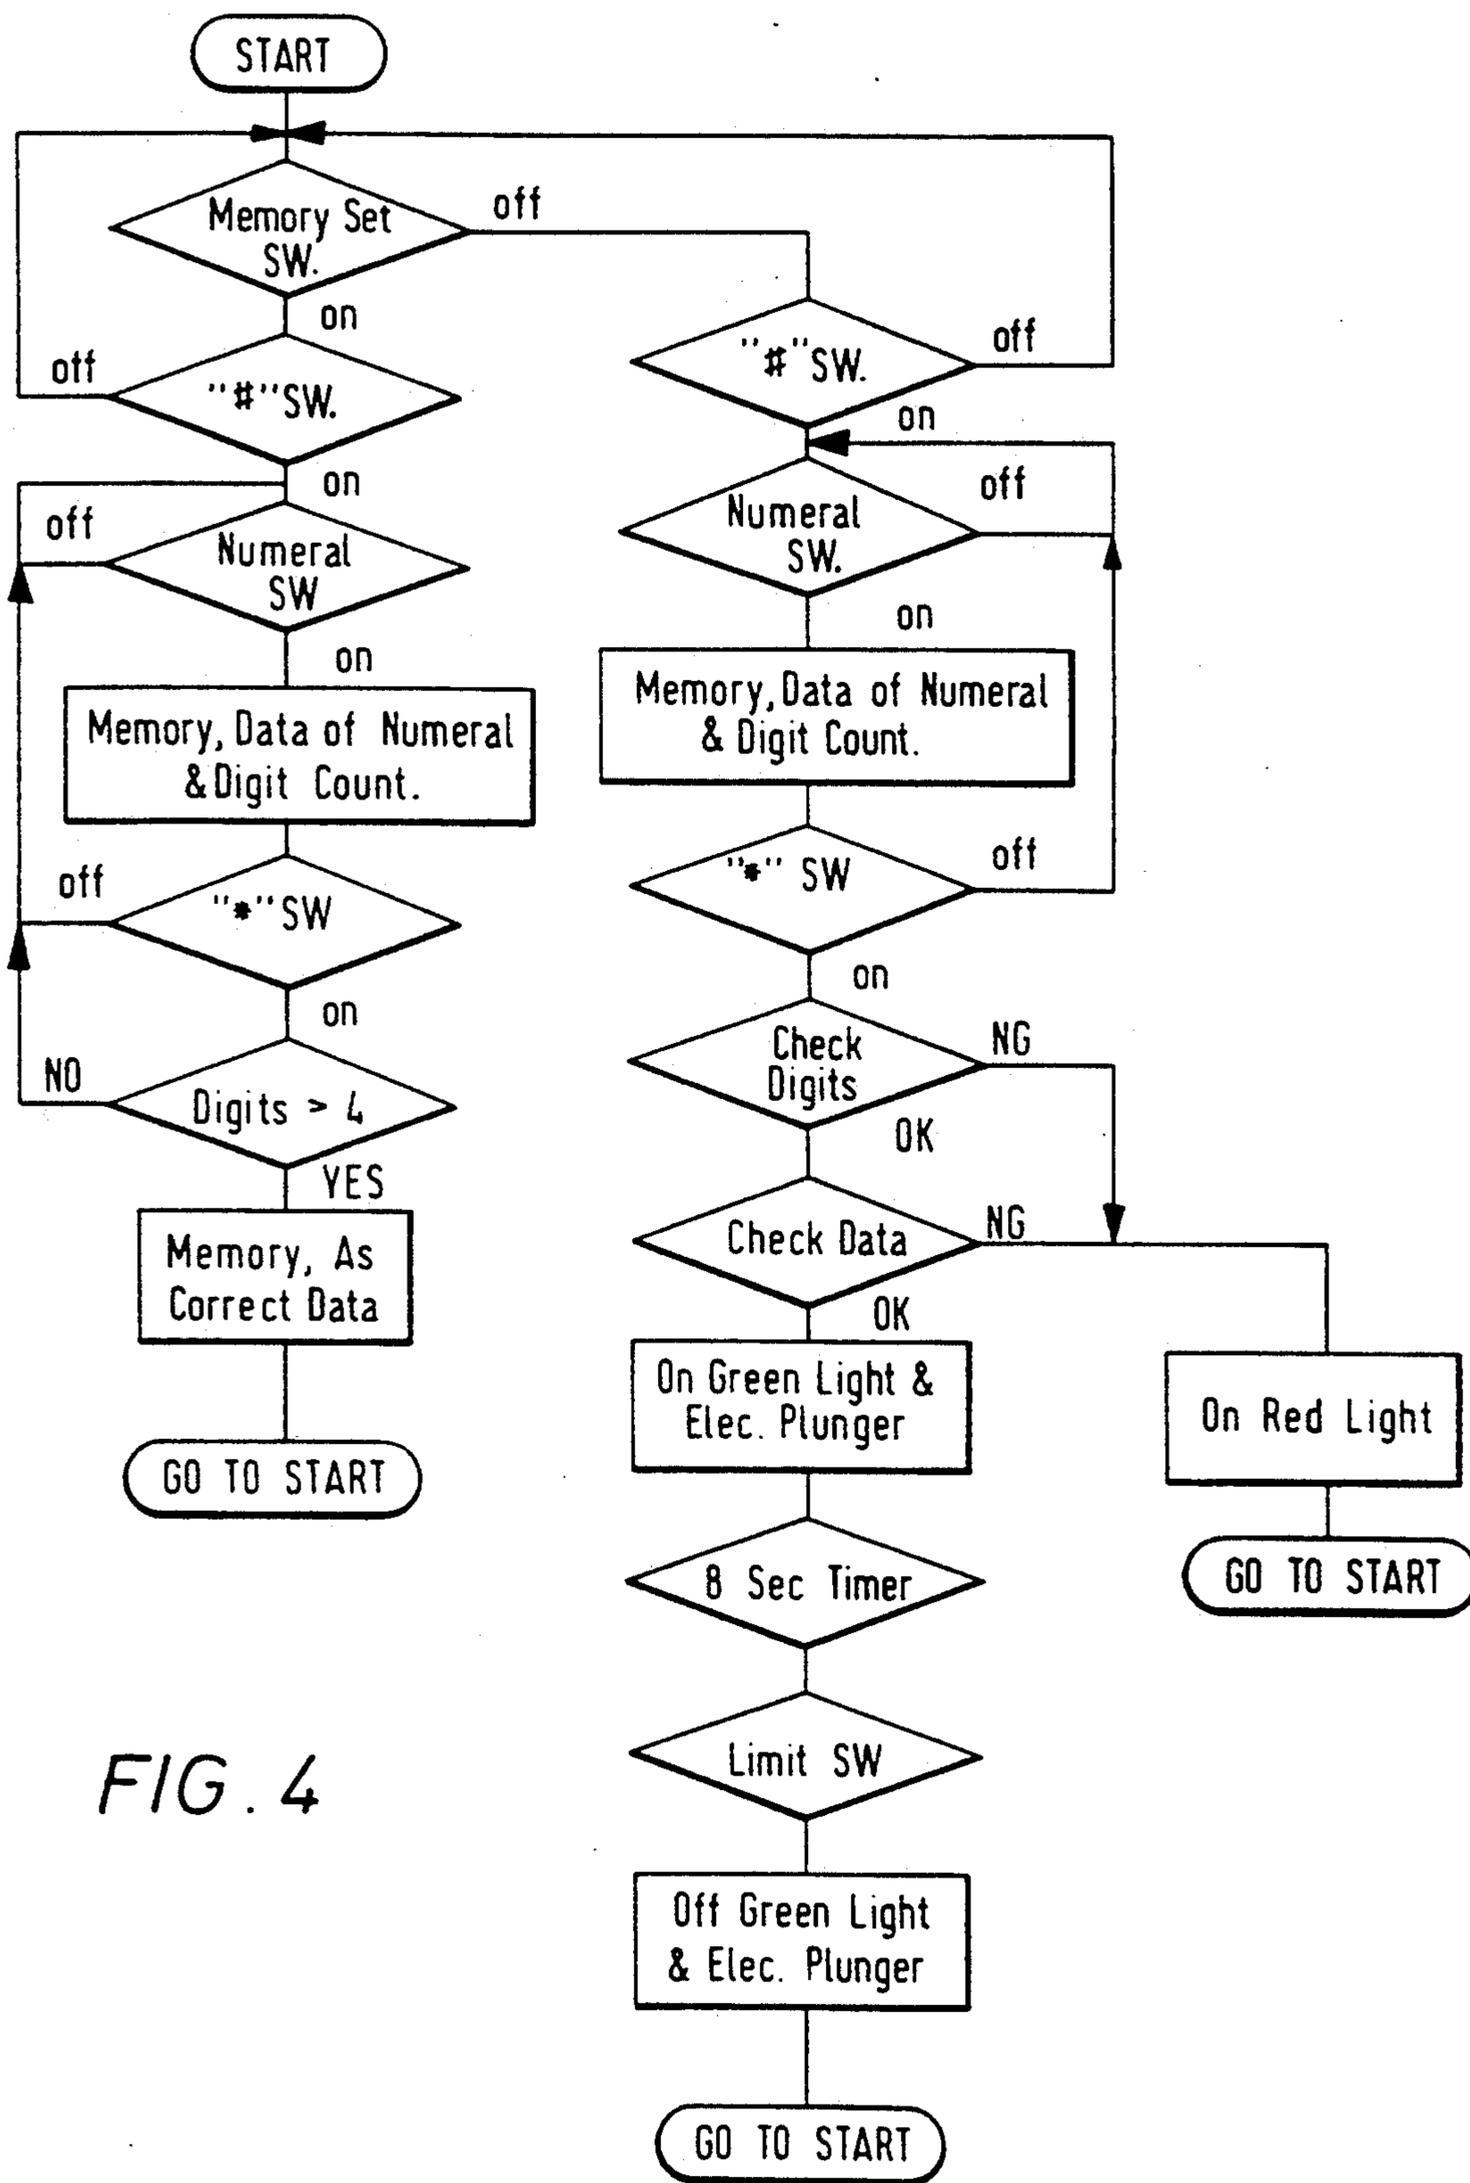 START
Memory Set
SW.
off
on
"#" SW.
off
on
Numeral
SW
off
on
Memory, Data of Numeral
& Digit Count.
"*" SW
off
on
Digits > 4
NO
YES
Memory, As
Correct Data
GO TO START
"#" SW.
off
on
Numeral
SW.
off
on
Memory, Data of Numeral
& Digit Count.
"*" SW
off
on
Check
Digits
NG
OK
Check Data
NG
OK
On Green Light &
Elec. Plunger
8 Sec Timer
Limit SW
Off Green Light
& Elec. Plunger
GO TO START
On Red Light
GO TO START
FIG. 4